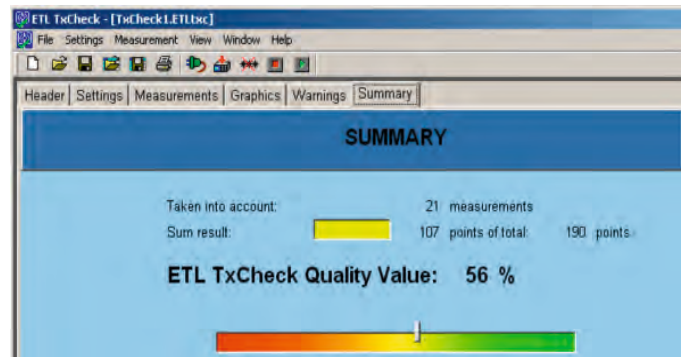 ETL TxCheck - [TxCheck1.ETLtxc]
File Settings Measurement View Window Help
Header Settings Measurements Graphics Warnings Summary
SUMMARY
Taken into account: 21 measurements
Sum result: 107 points of total: 190 points
ETL TxCheck Quality Value: 56 %